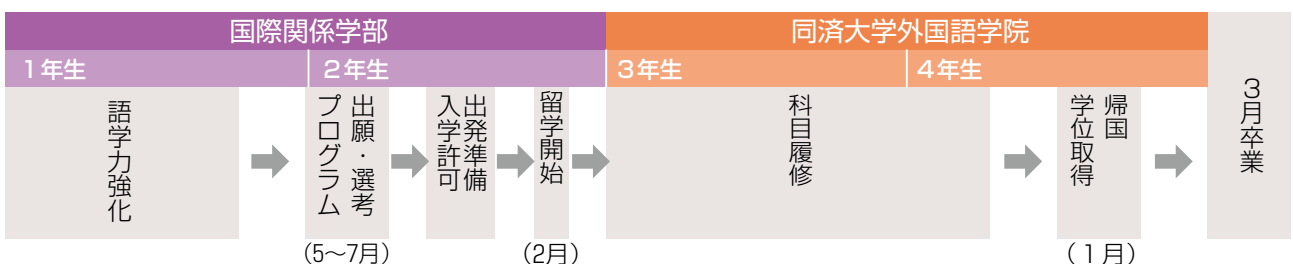 国際関係学部
同済大学外国語学院
1年生
2年生
3年生
4年生
語学力強化
出願・選考
プログラム
(5～7月)
出発準備
入学許可
留学開始
(2月)
科目履修
帰国
学位取得
(1月)
3月卒業